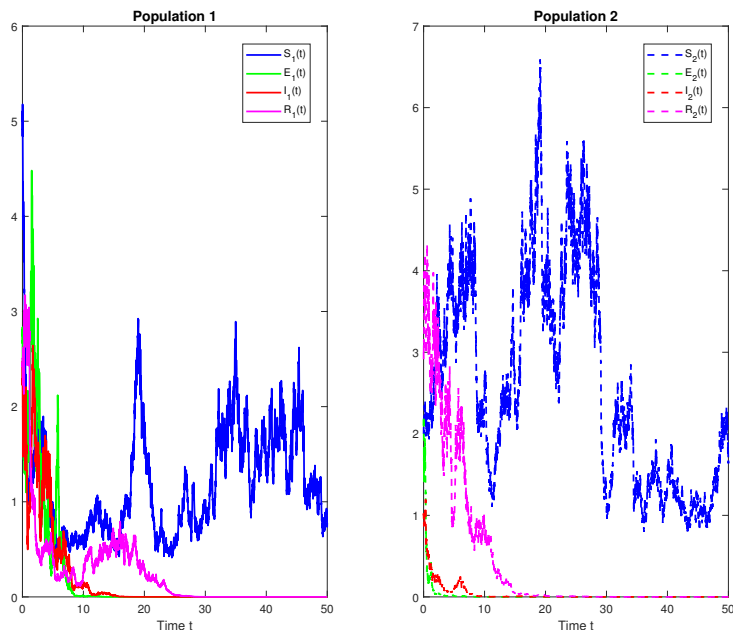 Population 1
6
5
4
3
2
1
0
0 10 20 30 40 50
Time t
S1(t)
E1(t)
I1(t)
R1(t)
Population 2
7
6
5
4
3
2
1
0
0 10 20 30 40 50
Time t
S2(t)
E2(t)
I2(t)
R2(t)